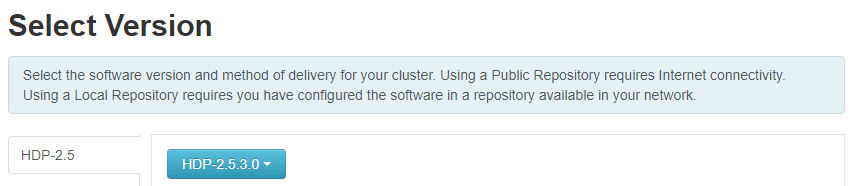 Select Version
Select the software version and method of delivery for your cluster. Using a Public Repository requires Internet connectivity.
Using a Local Repository requires you have configured the software in a repository available in your network.
HDP-2.5
HDP-2.5.3.0